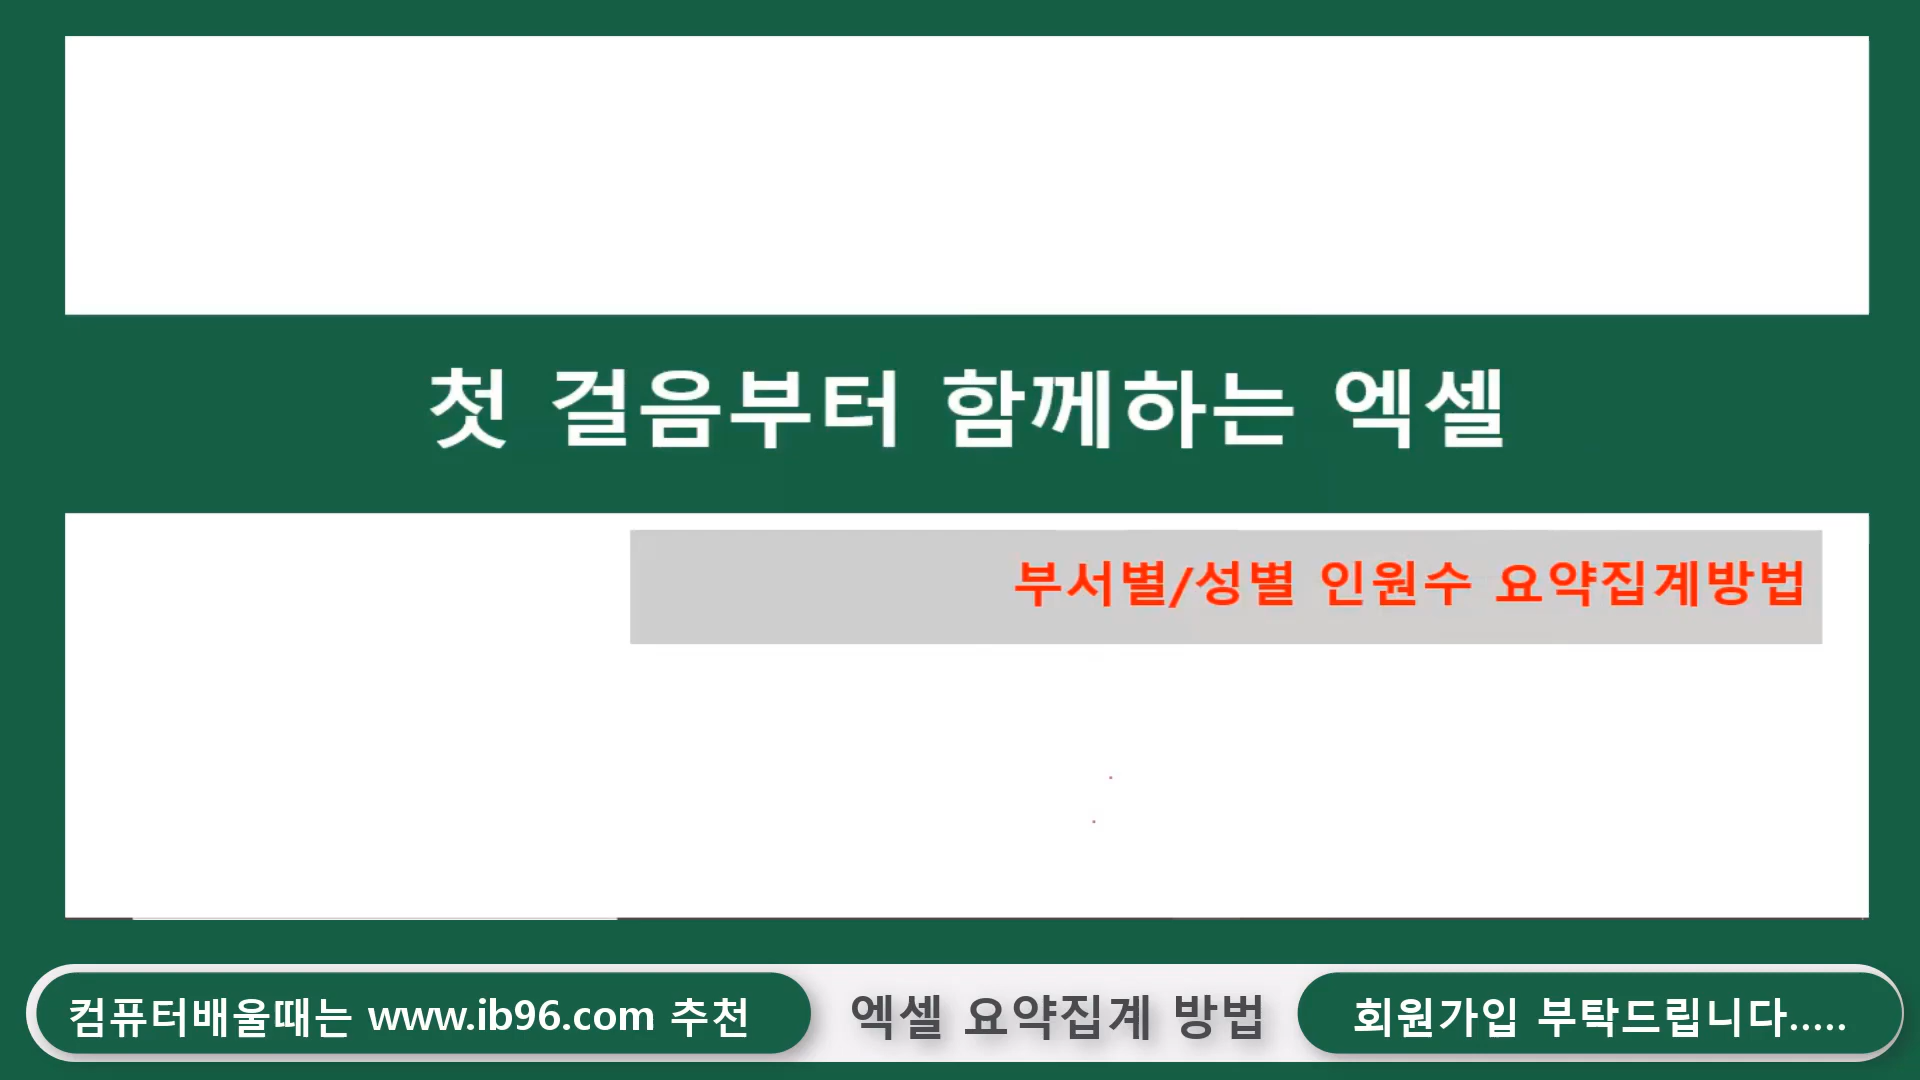 첫 걸음부터 함께하는 엑셀
부서별/성별 인원수 요약집계방법
컴퓨터배울때는 www.ib96.com 추천
엑셀 요약집계 방법
회원가입 부탁드립니다.....